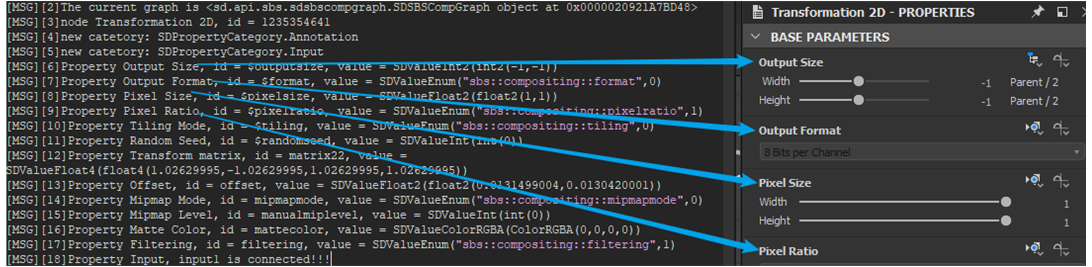 [MSG][2]The current graph is <sd.api.sbs.sdsbscompgraph.SDSBSCompGraph object at 0x0000020921A7BD48>
[MSG][3]node Transformation 2D, id = 1235354641
[MSG][4]new catetory: SDPropertyCategory.Annotation
[MSG][5]new catetory: SDPropertyCategory.Input
[MSG][6]Property Output Size, id = $outputsize, value = SDValueInt2(int2(-1,-1))
[MSG][7]Property Output Format, id = $format, value = SDValueEnum("sbs::compositing::format",0)
[MSG][8]Property Pixel Size, id = $pixelsize, value = SDValueFloat2(float2(1,1))
[MSG][9]Property Pixel Ratio, id = $pixelratio, value = SDValueEnum("sbs::compositing::pixelratio",1)
[MSG][10]Property Tiling Mode, id = $tiling, value = SDValueEnum("sbs::compositing::tiling",0)
[MSG][11]Property Random Seed, id = $randomseed, value = SDValueInt(int(0))
[MSG][12]Property Transform matrix, id = matrix22, value =
SDValueFloat4(float4(1.02629995,-1.02629995,1.02629995,1.02629995))
[MSG][13]Property Offset, id = offset, value = SDValueFloat2(float2(0.0131499004,0.0130420001))
[MSG][14]Property Mipmap Mode, id = mipmapmode, value = SDValueEnum("sbs::compositing::mipmapmode",0)
[MSG][15]Property Mipmap Level, id = manualmiplevel, value = SDValueInt(int(0))
[MSG][16]Property Matte Color, id = mattecolor, value = SDValueColorRGBA(ColorRGBA(0,0,0,0))
[MSG][17]Property Filtering, id = filtering, value = SDValueEnum("sbs::compositing::filtering",1)
[MSG][18]Property Input, input1 is connected!!!
Transformation 2D - PROPERTIES
BASE PARAMETERS
Output Size
Width -1 Parent / 2
Height -1 Parent / 2
Output Format
8 Bits per Channel
Pixel Size
Width 1
Height 1
Pixel Ratio